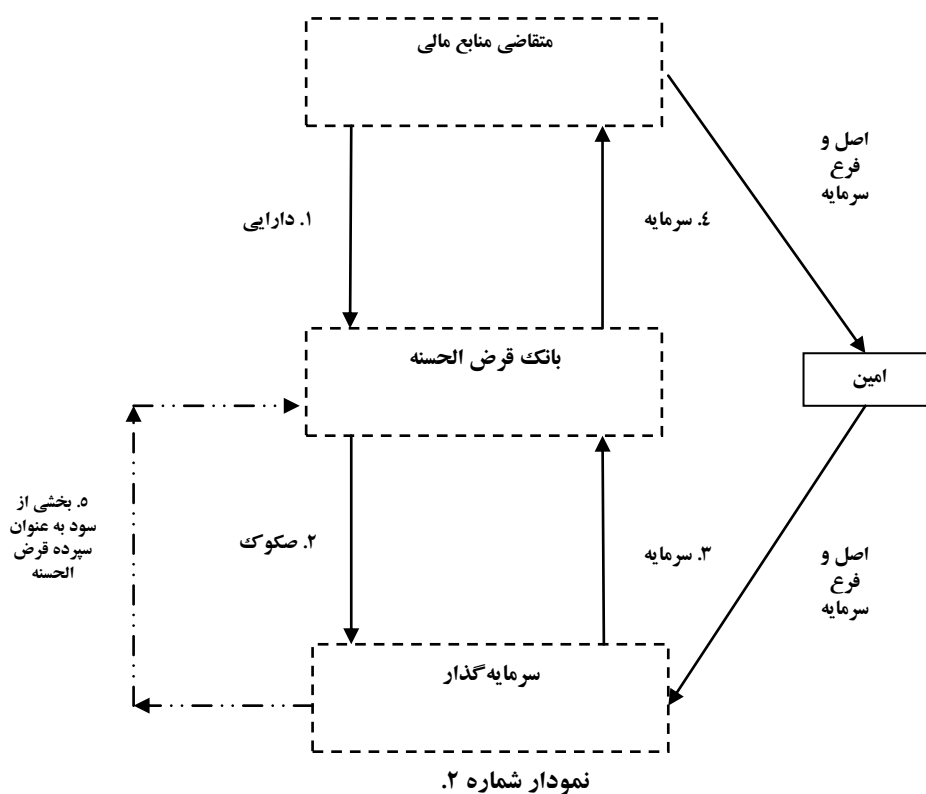 متقاضی منابع مالی
اصل و
فرع
سرمایه
۱. دارایی
۴. سرمایه
بانک قرض الحسنه
امین
۵. بخشی از
سود به عنوان
سپرده قرض
الحسنه
۲. صکوک
۳. سرمایه
اصل و
فرع
سرمایه
سرمایه‌گذار
نمودار شماره ۲.